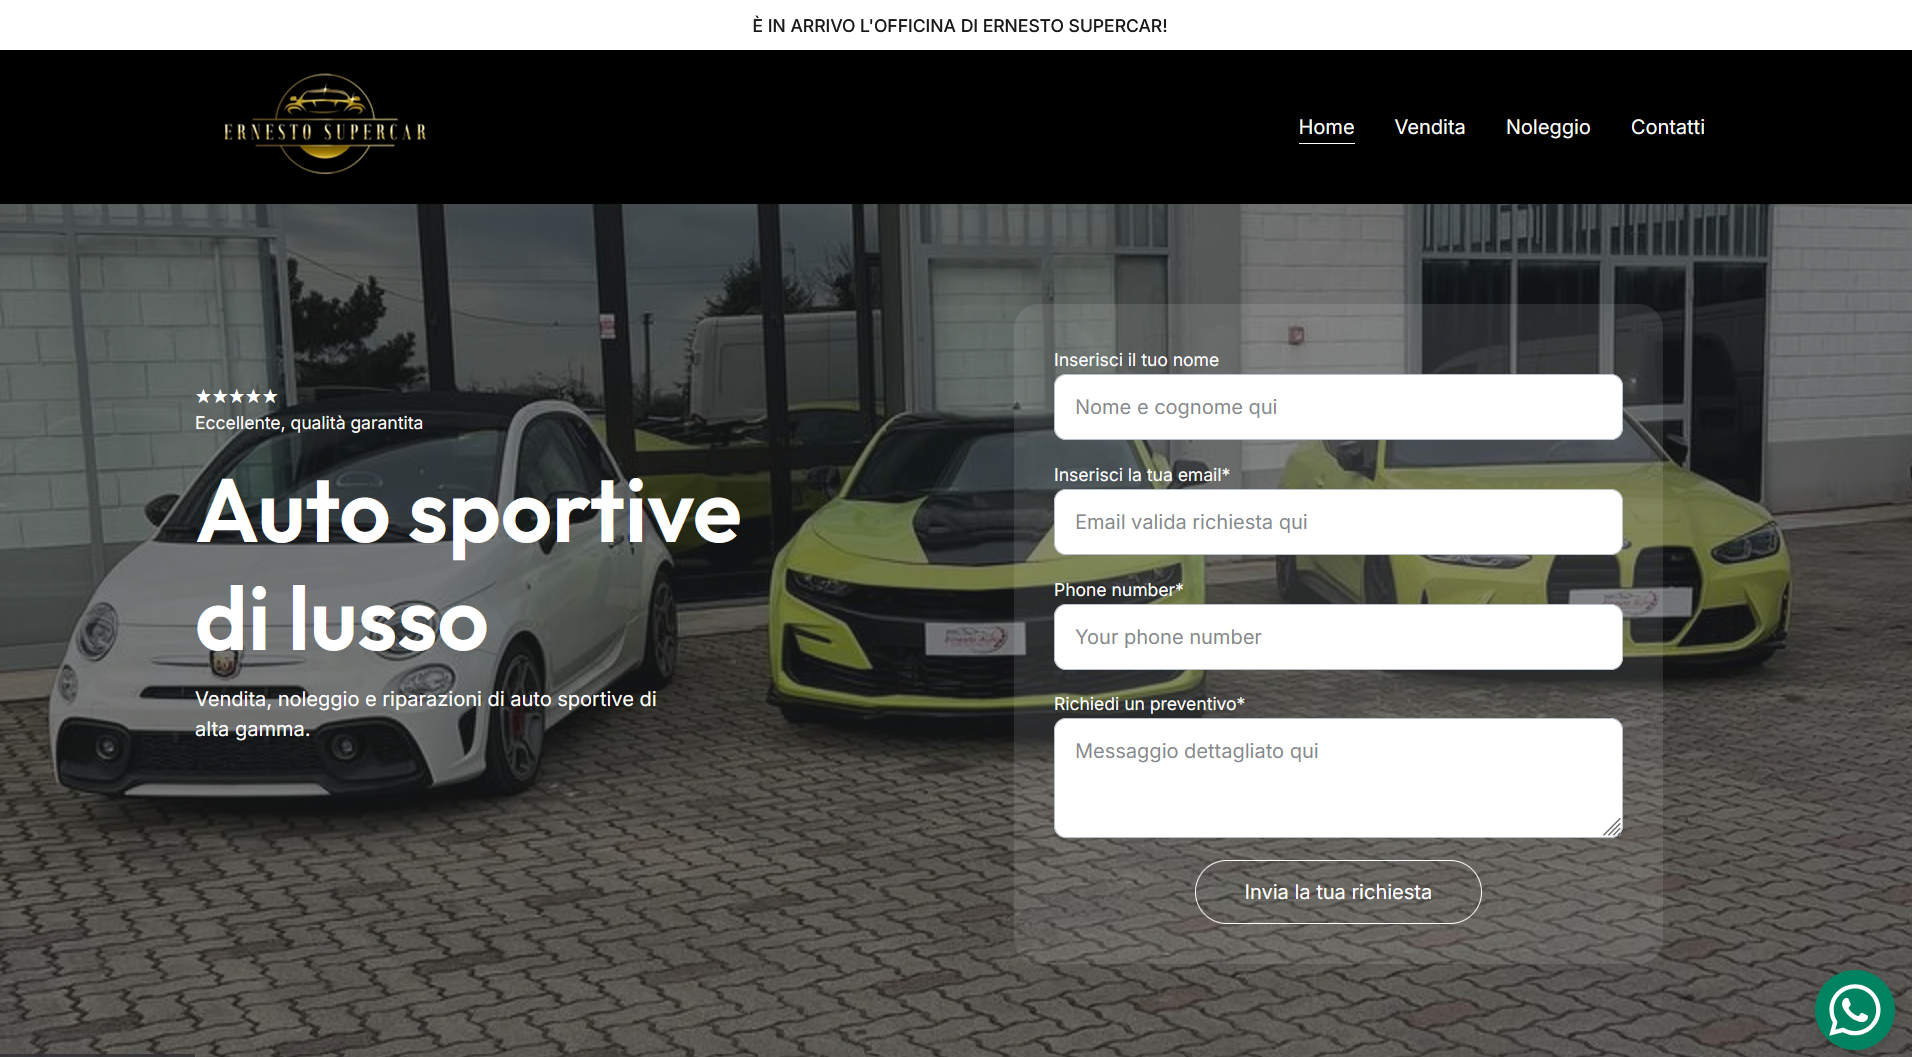 È IN ARRIVO L'OFFICINA DI ERNESTO SUPERCAR!
ERNESTO SUPERCAR
Home
Vendita
Noleggio
Contatti
★★★★★
Eccellente, qualità garantita
Auto sportive
di lusso
Vendita, noleggio e riparazioni di auto sportive di
alta gamma.
Inserisci il tuo nome
Nome e cognome qui
Inserisci la tua email*
Email valida richiesta qui
Phone number*
Your phone number
Richiedi un preventivo*
Messaggio dettagliato qui
Invia la tua richiesta